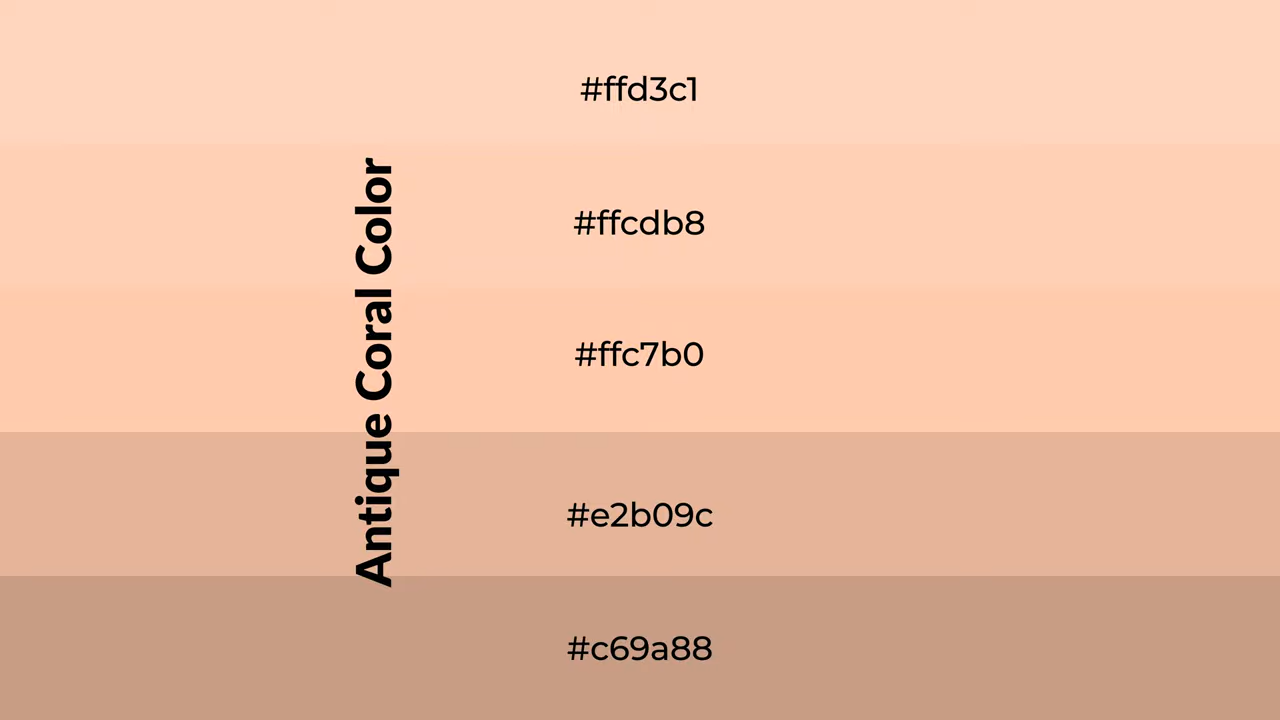 Antique Coral Color
#ffd3c1
#ffcdb8
#ffc7b0
#e2b09c
#c69a88